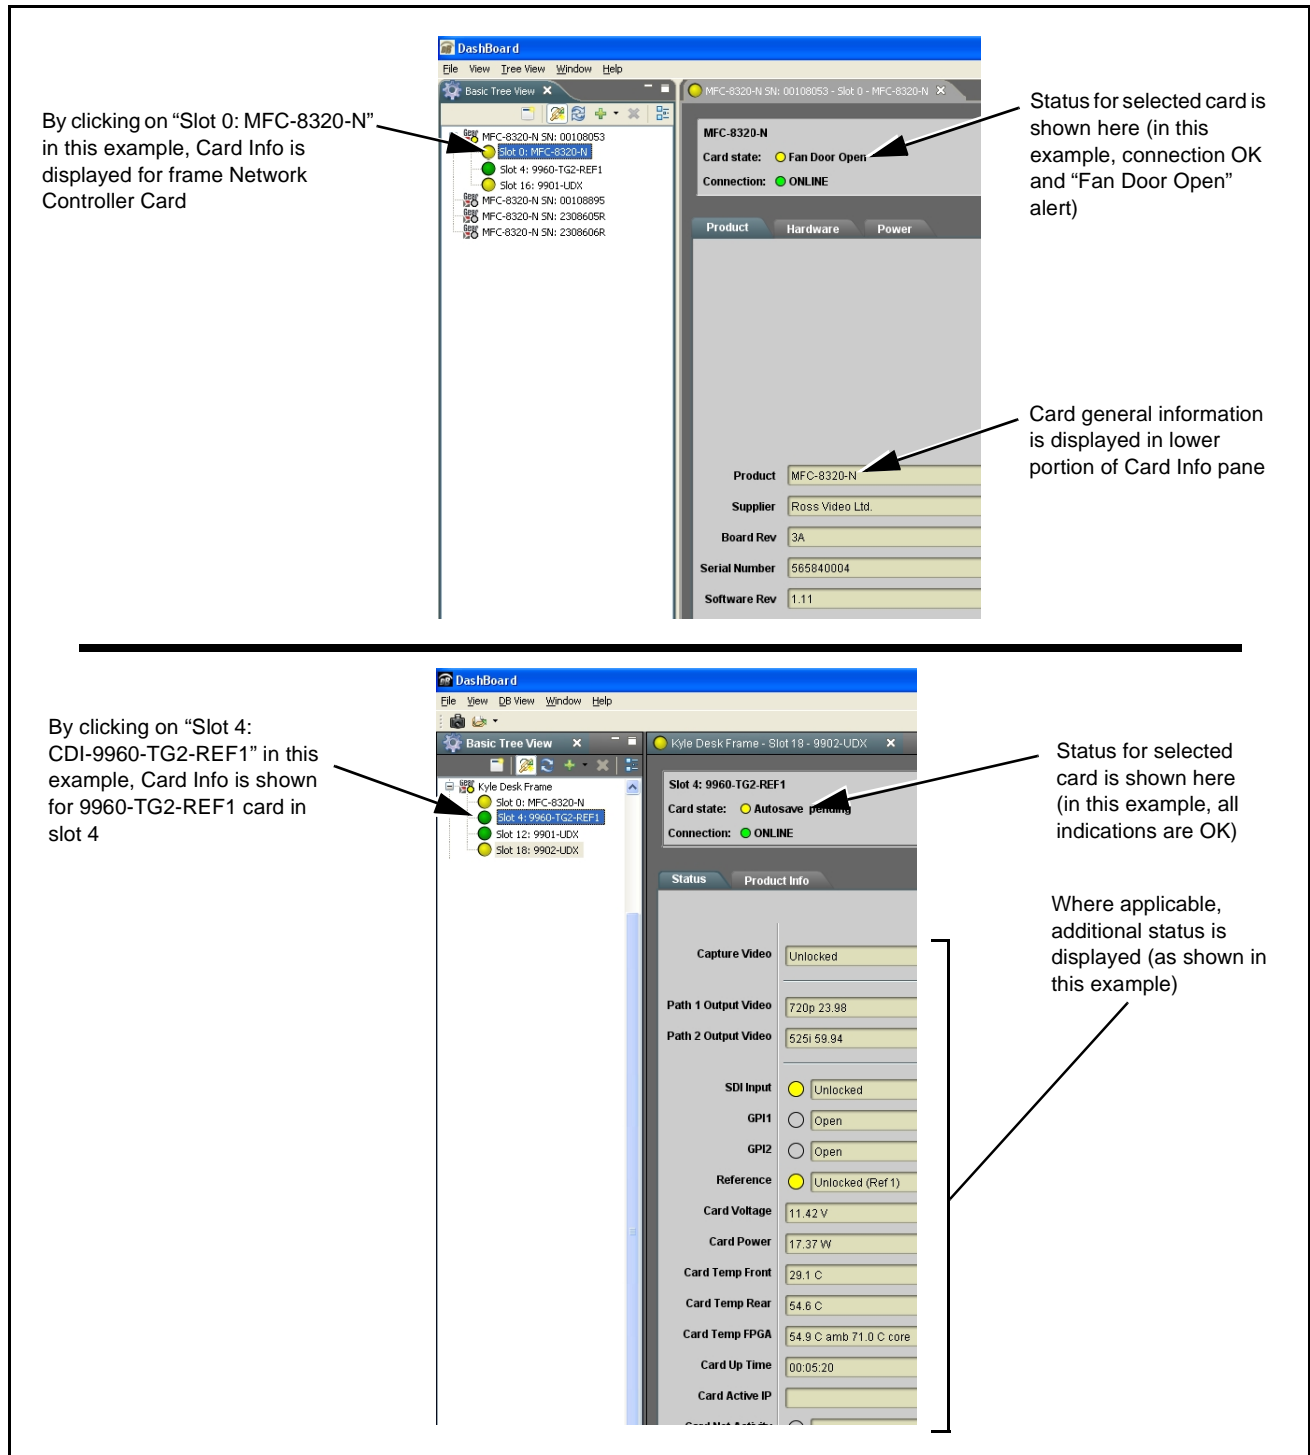 DashBoard
File View Tree View Window Help
Basic Tree View
MFC-8320-N SN: 00108053 - Slot 0 - MFC-8320-N
By clicking on “Slot 0: MFC-8320-N”
in this example, Card Info is
displayed for frame Network
Controller Card
MFC-8320-N SN: 00108053
Slot 0: MFC-8320-N
Slot 4: 9960-TG2-REF1
Slot 16: 9901-UDX
MFC-8320-N SN: 00108895
MFC-8320-N SN: 2308605R
MFC-8320-N SN: 2308606R
MFC-8320-N
Card state: Fan Door Open
Connection: ONLINE
Status for selected card is
shown here (in this
example, connection OK
and “Fan Door Open”
alert)
Product Hardware Power
Card general information
is displayed in lower
portion of Card Info pane
Product MFC-8320-N
Supplier Ross Video Ltd.
Board Rev 3A
Serial Number 565840004
Software Rev 1.11
DashBoard
File View DB View Window Help
Basic Tree View
Kyle Desk Frame - Slot 18 - 9902-UDX
By clicking on “Slot 4:
CDI-9960-TG2-REF1” in this
example, Card Info is shown
for 9960-TG2-REF1 card in
slot 4
Kyle Desk Frame
Slot 0: MFC-8320-N
Slot 4: 9960-TG2-REF1
Slot 12: 9901-UDX
Slot 18: 9902-UDX
Slot 4: 9960-TG2-REF1
Card state: Autosave pending
Connection: ONLINE
Status for selected
card is shown here
(in this example, all
indications are OK)
Status Product Info
Where applicable,
additional status is
displayed (as shown in
this example)
Capture Video Unlocked
Path 1 Output Video 720p 23.98
Path 2 Output Video 525i 59.94
SDI Input Unlocked
GPI1 Open
GPI2 Open
Reference Unlocked (Ref 1)
Card Voltage 11.42 V
Card Power 17.37 W
Card Temp Front 29.1 C
Card Temp Rear 54.6 C
Card Temp FPGA 54.9 C amb 71.0 C core
Card Up Time 00:05:20
Card Active IP
Card Net Activity